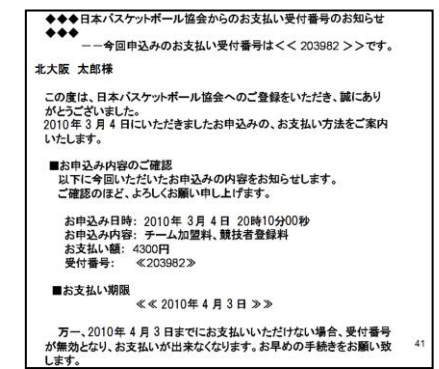 ◆◆◆日本バスケットボール協会からのお支払い受付番号のお知らせ
◆◆◆
――今回申込みのお支払い受付番号は<< 203982 >>です。
北大阪 太郎様
この度は、日本バスケットボール協会へのご登録をいただき、誠にあり
がとうございました。
2010年 3 月 4 日にいただきましたお申込みの、お支払い方法をご案内
いたします。
■お申込み内容のご確認
以下に今回いただいたお申込みの内容をお知らせします。
ご確認のほど、よろしくお願い申し上げます。
お申込み日時: 2010年 3月 4日 20時10分00秒
お申込み内容: チーム加盟料、競技者登録料
お支払い額: 4300円
受付番号: ≪203982≫
■お支払い期限
≪≪ 2010年 4 月 3 日 ≫≫
万一、2010年 4 月 3 日までにお支払いいただけない場合、受付番号
が無効となり、お支払いが出来なくなります。お早めの手続きをお願い致
します。
41